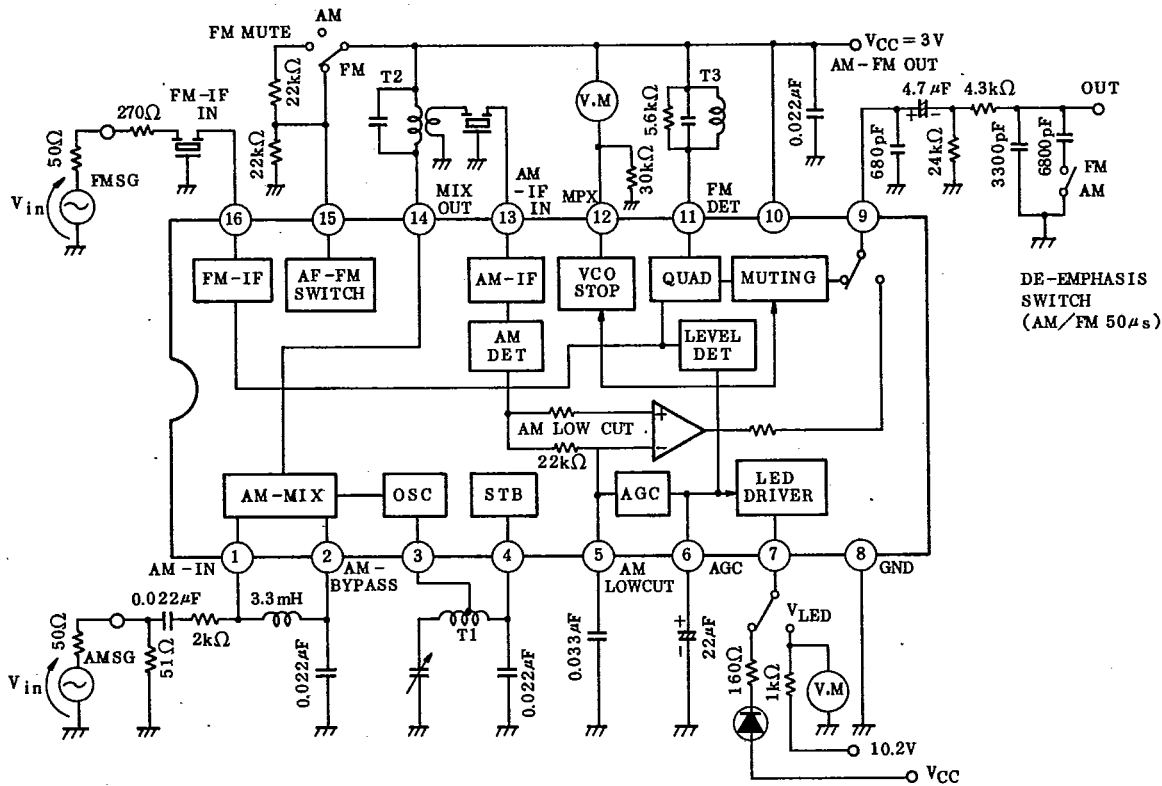 AM
FM MUTE
FM
22kΩ
22kΩ
FM-IF
IN
270Ω
50Ω
Vin
FMSG
T2
MIX
OUT
AM
-IF
IN
V.M
30kΩ
MPX
5.6kΩ
T3
FM
DET
0.022μF
VCC = 3V
AM-FM OUT
4.7 μF
+ -
4.3kΩ
OUT
680pF
24kΩ
3300pF
6800pF
FM
AM
DE-EMPHASIS
SWITCH
(AM/FM 50μs)
16
15
14
13
12
11
10
9
FM-IF
AF-FM
SWITCH
AM-IF
VCO
STOP
QUAD
MUTING
AM
DET
LEVEL
DET
AM LOW CUT
22kΩ
+
-
AM-MIX
OSC
STB
AGC
LED
DRIVER
1
2
3
4
5
6
7
8
AM-IN
AM-
BYPASS
AM
LOWCUT
AGC
GND
0.022μF
2kΩ
3.3mH
50Ω
AMSG
Vin
51Ω
0.022μF
T1
0.022μF
0.033μF
+
-
22μF
VLED
160Ω
1kΩ
V.M
10.2V
VCC